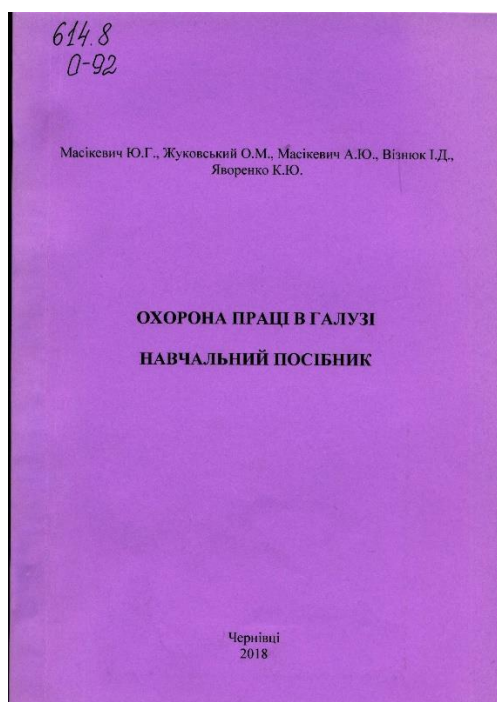 614.8
О-92
Масікевич Ю.Г., Жуковський О.М., Масікевич А.Ю., Візнюк І.Д.,
Яворенко К.Ю.
ОХОРОНА ПРАЦІ В ГАЛУЗІ
НАВЧАЛЬНИЙ ПОСІБНИК
Чернівці
2018